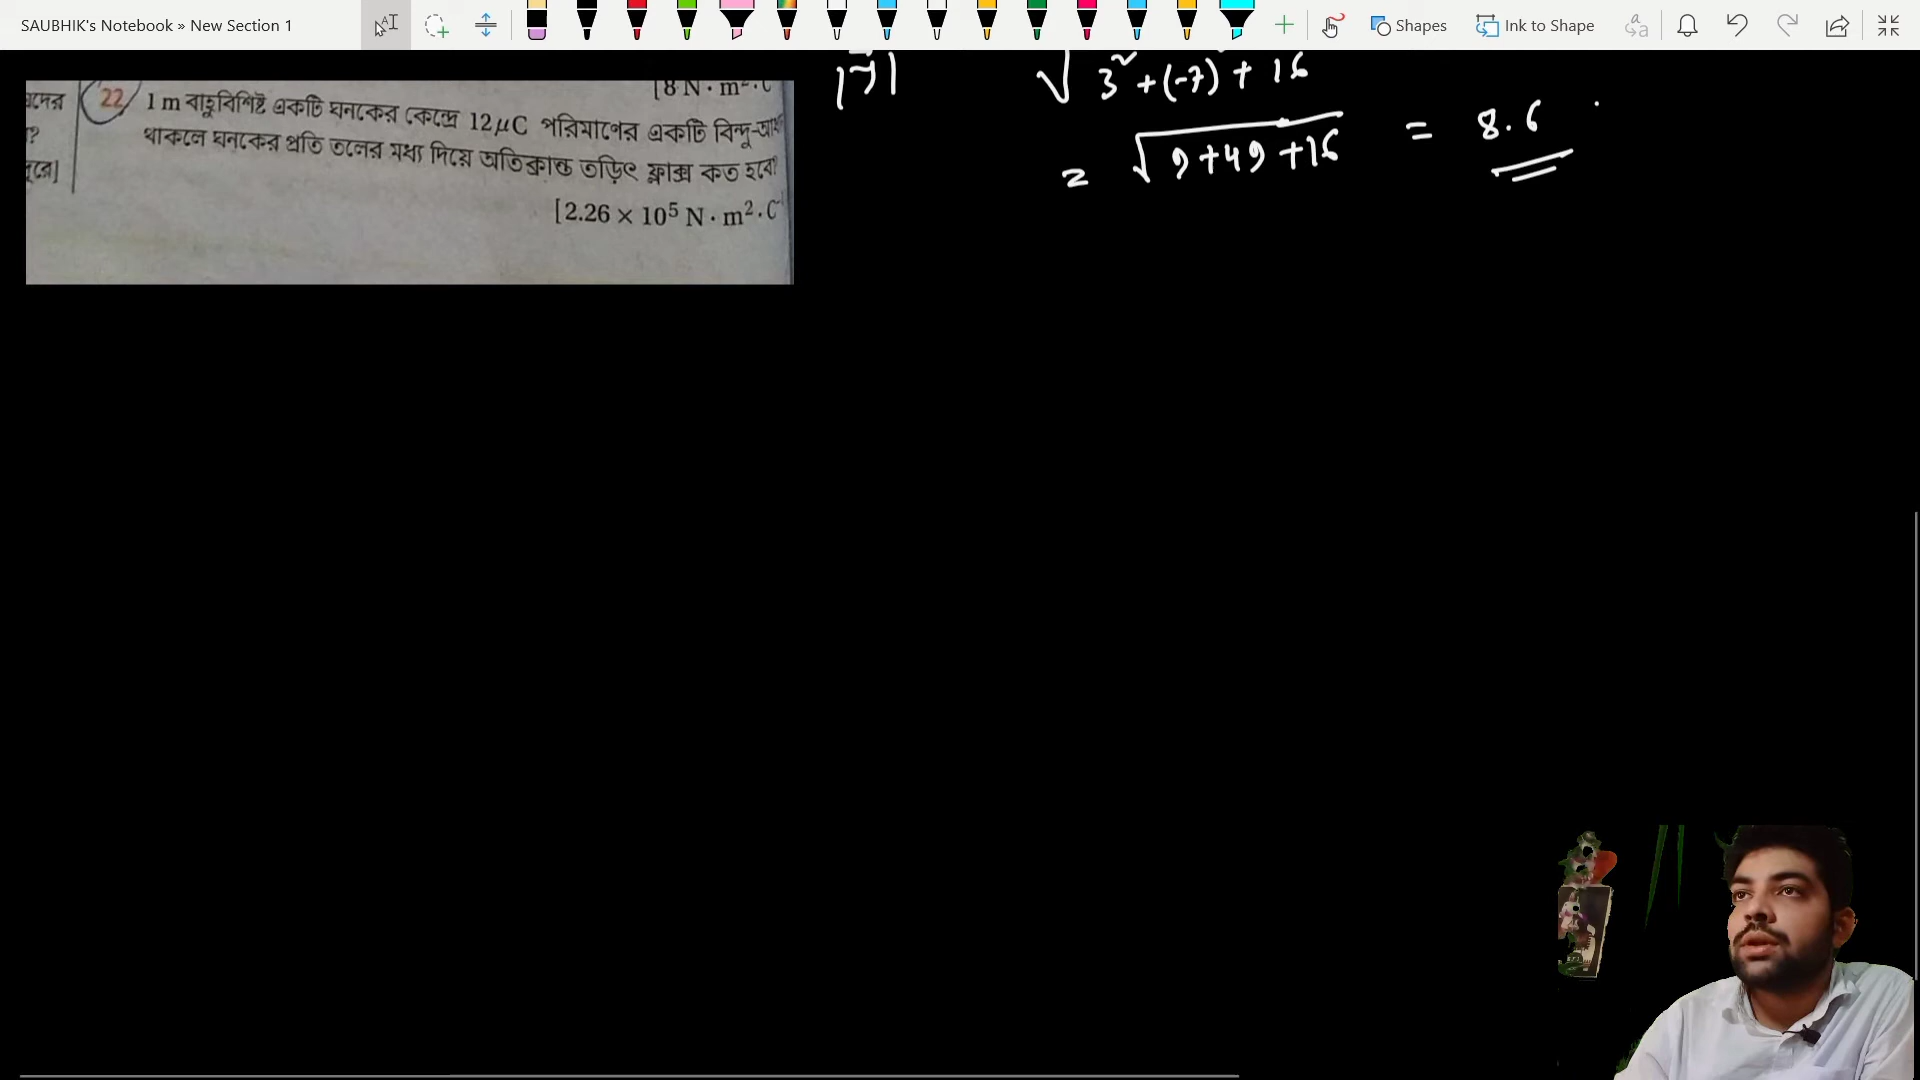 SAUBHIK's Notebook » New Section 1
Shapes
Ink to Shape
[8 N · m²·C
যদের
22/ 1 m বাহুবিশিষ্ট একটি ঘনকের কেন্দ্রে 12μC পরিমাণের একটি বিন্দু-আধা
?
থাকলে ঘনকের প্রতি তলের মধ্য দিয়ে অতিক্রান্ত তড়িৎ ফ্লাক্স কত হবে?
দূরে]
[2.26 × 10⁵ N · m²·C⁻
√ 3² + (-7)² + 16
= √9+49+16 = 8.6